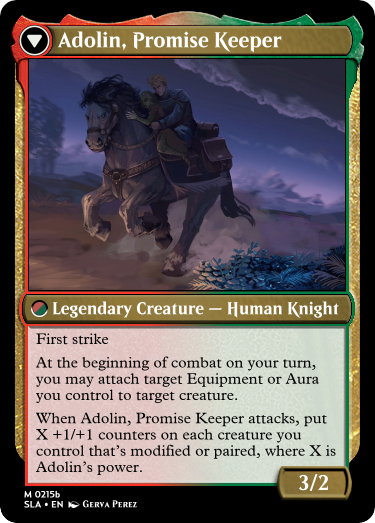 Adolin, Promise Keeper
Legendary Creature — Human Knight
First strike
At the beginning of combat on your turn,
you may attach target Equipment or Aura
you control to target creature.
When Adolin, Promise Keeper attacks, put
X +1/+1 counters on each creature you
control that's modified or paired, where X is
Adolin's power.
3/2
M 0215b
SLA • EN Gerva Perez